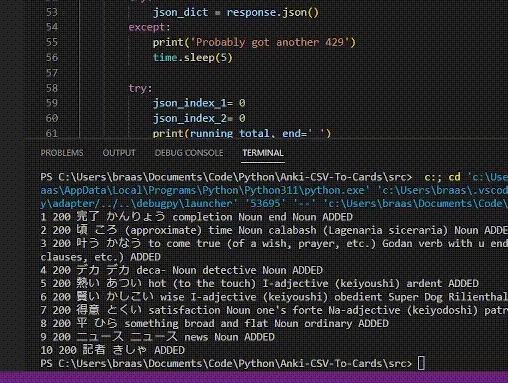 53 json_dict = response.json()
54 except:
55 print('Probably got another 429')
56 time.sleep(5)
57
58 try:
59 json_index_1= 0
60 json_index_2= 0
61 print(running_total, end=' ')
PROBLEMS OUTPUT DEBUG CONSOLE TERMINAL
PS C:\Users\braas\Documents\Code\Python\Anki-CSV-To-Cards\src> c:; cd 'c:\Use
aas\AppData\Local\Programs\Python\Python311\python.exe' 'c:\Users\braas\.vscod
y\adapter/../..\debugpy\launcher' '53695' '--' 'c:\Users\braas\Documents\Code\
1 200 完了 かんりょう completion Noun end Noun ADDED
2 200 頃 ころ (approximate) time Noun calabash (Lagenaria siceraria) Noun ADDED
3 200 叶う かなう to come true (of a wish, prayer, etc.) Godan verb with u end
clauses, etc.) ADDED
4 200 デカ デカ deca- Noun detective Noun ADDED
5 200 熱い あつい hot (to the touch) I-adjective (keiyoushi) ardent ADDED
6 200 賢い かしこい wise I-adjective (keiyoushi) obedient Super Dog Rilienthal
7 200 得意 とくい satisfaction Noun one's forte Na-adjective (keiyodoshi) patr
8 200 平 ひら something broad and flat Noun ordinary ADDED
9 200 ニュース ニュース news Noun ADDED
10 200 記者 きしゃ ADDED
PS C:\Users\braas\Documents\Code\Python\Anki-CSV-To-Cards\src>